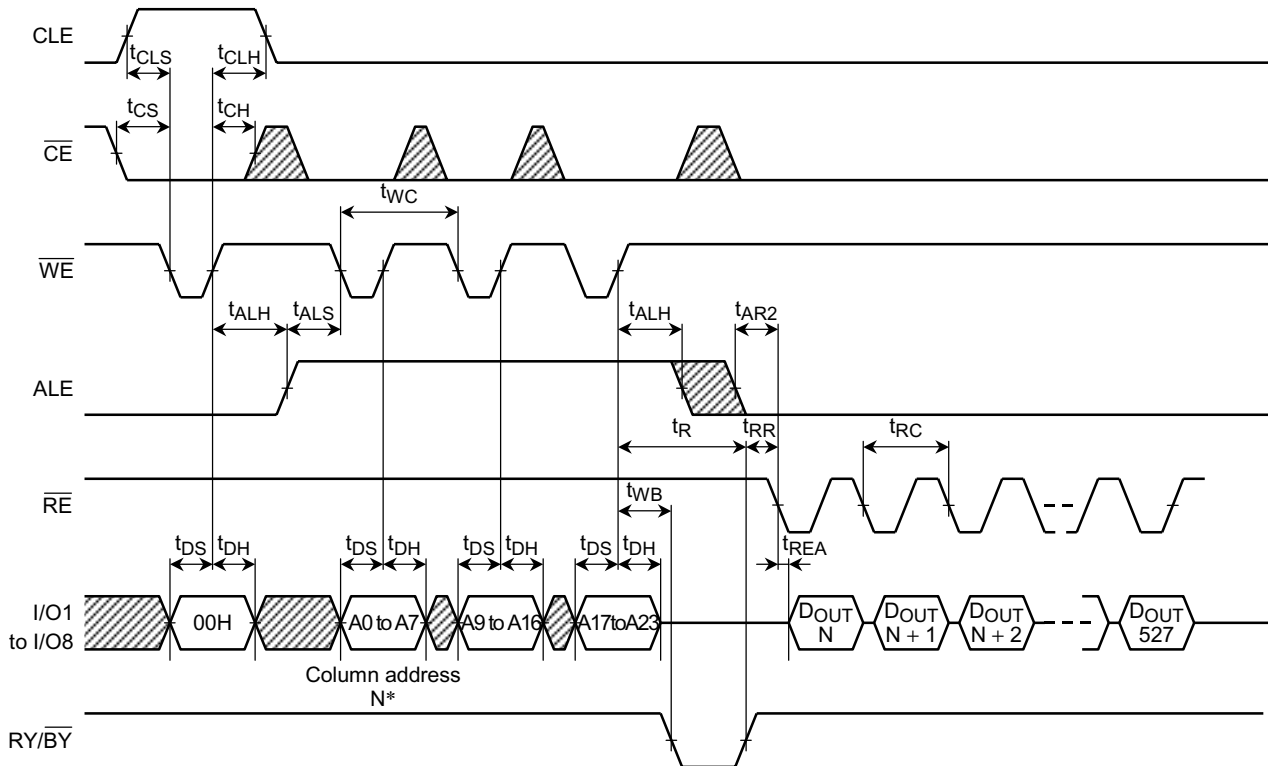 CLE
tCLS tCLH
tCS tCH
CE
tWC
WE
tALH tALS tALH tAR2
ALE
tR tRR tRC
tWB
RE
tDS tDH tDS tDH tDS tDH tDS tDH tREA
I/O1
to I/O8
00H A0 to A7 A9 to A16 A17toA23 DOUT N DOUT N + 1 DOUT N + 2 DOUT 527
Column address
N*
RY/BY